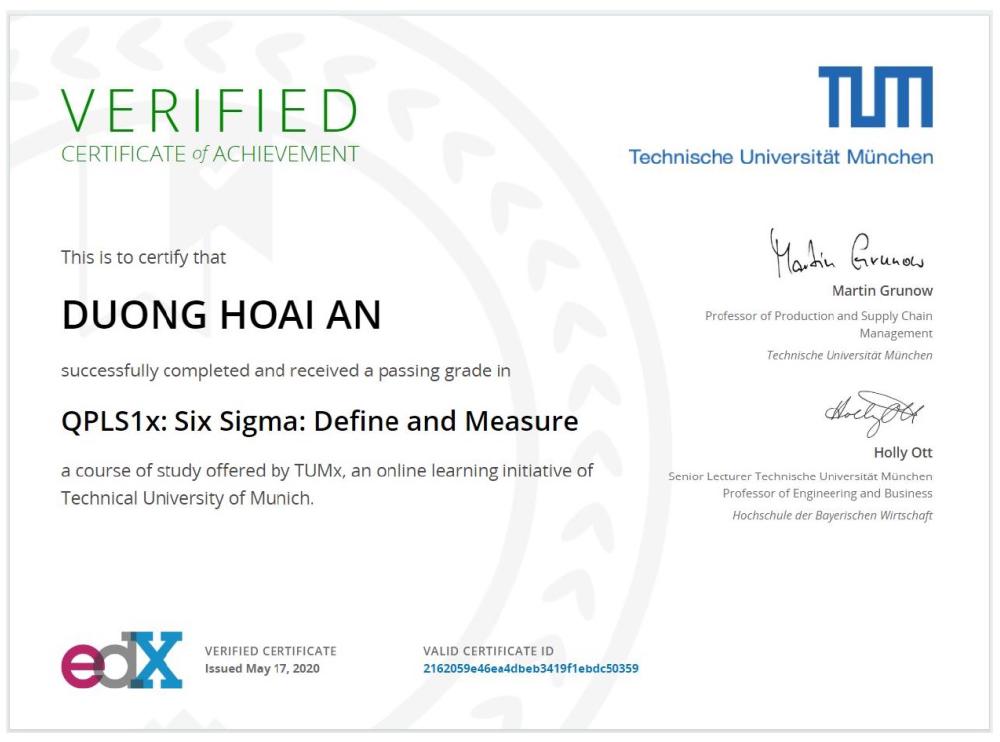 VERIFIED
CERTIFICATE of ACHIEVEMENT
TUM
Technische Universität München
This is to certify that
DUONG HOAI AN
successfully completed and received a passing grade in
QPLS1x: Six Sigma: Define and Measure
a course of study offered by TUMx, an online learning initiative of
Technical University of Munich.
Martin Grunow
Martin Grunow
Professor of Production and Supply Chain
Management
Technische Universität München
Holly Ott
Holly Ott
Senior Lecturer Technische Universität München
Professor of Engineering and Business
Hochschule der Bayerischen Wirtschaft
edX
VERIFIED CERTIFICATE
Issued May 17, 2020
VALID CERTIFICATE ID
2162059e46ea4dbeb3419f1ebdc50359